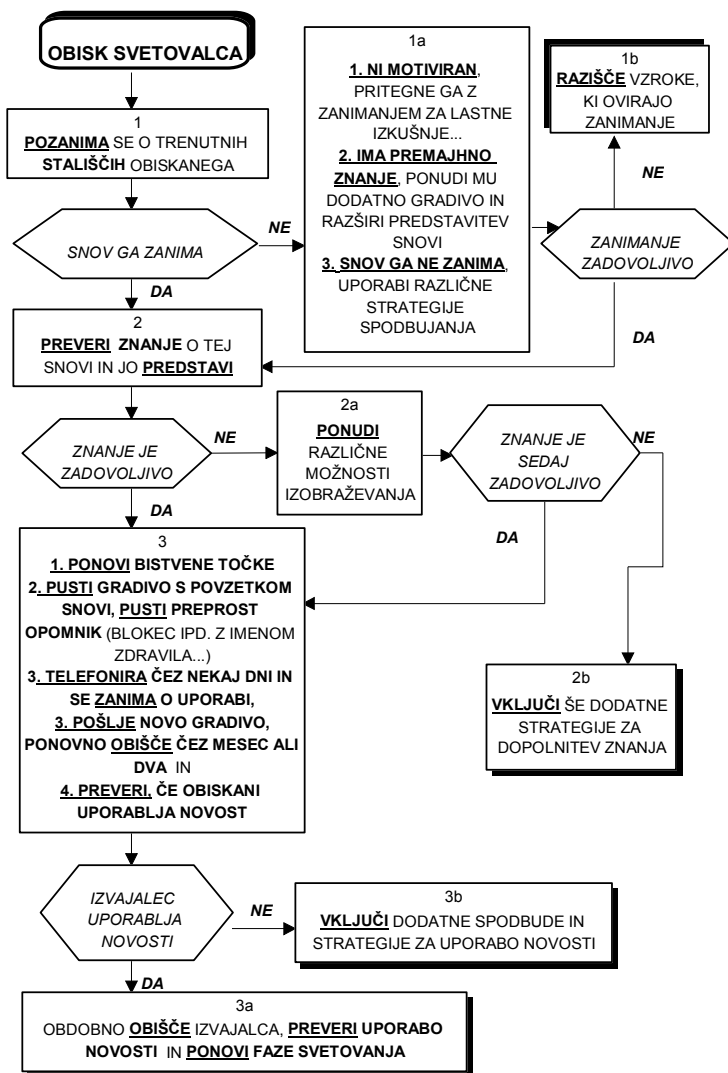 OBISK SVETOVALCA
1
POZANIMA SE O TRENUTNIH
STALIŠČIH OBISKANEGA
SNOV GA ZANIMA
NE
DA
1a
1. NI MOTIVIRAN,
PRITEGNE GA Z
ZANIMANJEM ZA LASTNE
IZKUŠNJE...
2. IMA PREMAJHNO
ZNANJE, PONUDI MU
DODATNO GRADIVO IN
RAZŠIRI PREDSTAVITEV
SNOVI
3. SNOV GA NE ZANIMA,
UPORABI RAZLIČNE
STRATEGIJE
SPODBUJANJA
1b
RAZIŠČE VZROKE,
KI OVIRAJO
ZANIMANJE
NE
ZANIMANJE
ZADOVOLJIVO
DA
2
PREVERI ZNANJE O TEJ
SNOVI IN JO PREDSTAVI
ZNANJE JE
ZADOVOLJIVO
NE
DA
2a
PONUDI
RAZLIČNE
MOŽNOSTI
IZOBRAŽEVANJA
ZNANJE JE
SEDAJ
ZADOVOLJIVO
NE
DA
2b
VKLJUČI ŠE DODATNE
STRATEGIJE ZA
DOPOLNITEV ZNANJA
3
1. PONOVI BISTVENE TOČKE
2. PUSTI GRADIVO S POVZETKOM
SNOVI, PUSTI PREPROST
OPOMNIK (BLOKEC IPD. Z IMENOM
ZDRAVILA...)
3. TELEFONIRA ČEZ NEKAJ DNI IN
SE ZANIMA O UPORABI,
3. POŠLJE NOVO GRADIVO,
PONOVNO OBIŠČE ČEZ MESEC ALI
DVA IN
4. PREVERI, ČE OBISKANI
UPORABLJA NOVOST
IZVAJALEC
UPORABLJA
NOVOSTI
NE
DA
3b
VKLJUČI DODATNE SPODBUDE IN
STRATEGIJE ZA UPORABO NOVOSTI
3a
OBDOBNO OBIŠČE IZVAJALCA, PREVERI UPORABO
NOVOSTI IN PONOVI FAZE SVETOVANJA